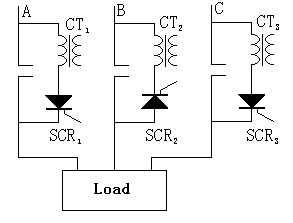 A B C
CT₁ CT₂ CT₃
SCR₁ SCR₂ SCR₃
Load